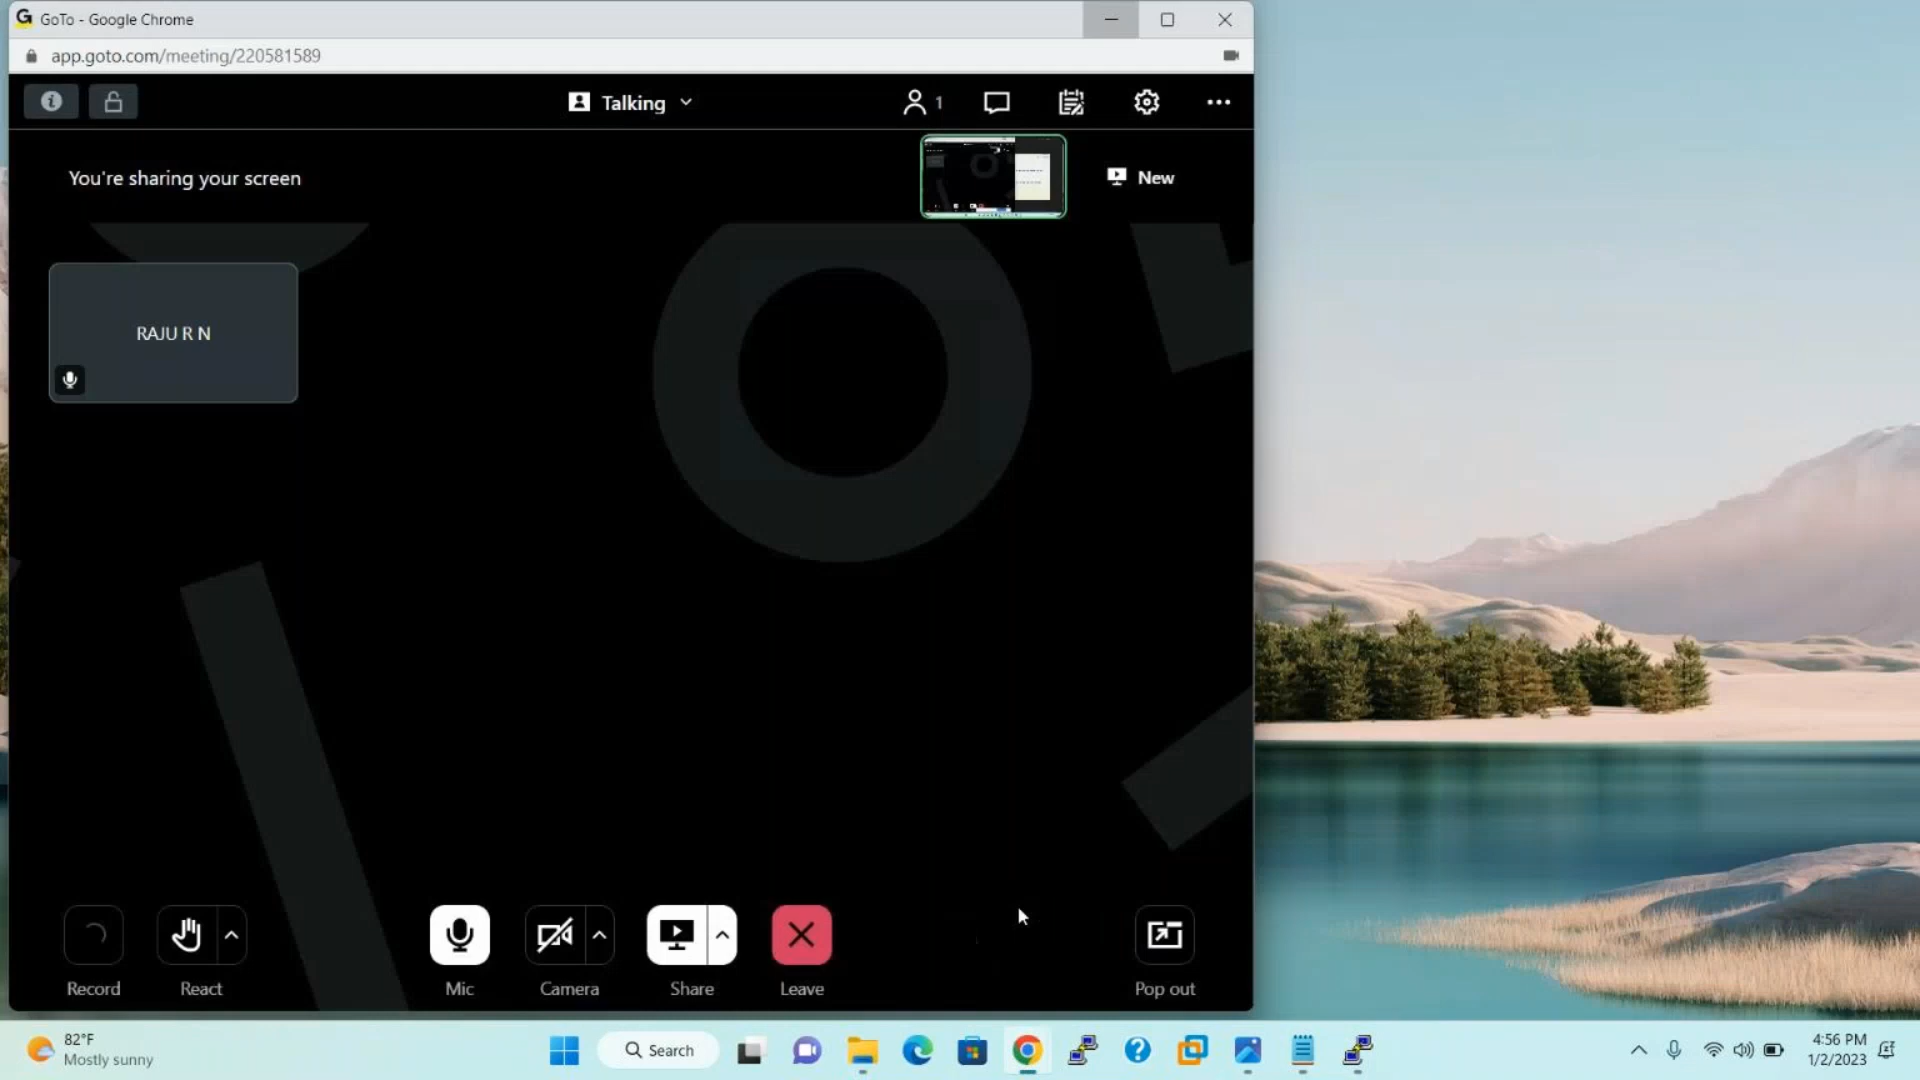 GoTo - Google Chrome
app.goto.com/meeting/220581589
Talking
1
You're sharing your screen
New
RAJU R N
Record
React
Mic
Camera
Share
Leave
Pop out
82°F
Mostly sunny
Search
4:56 PM
1/2/2023